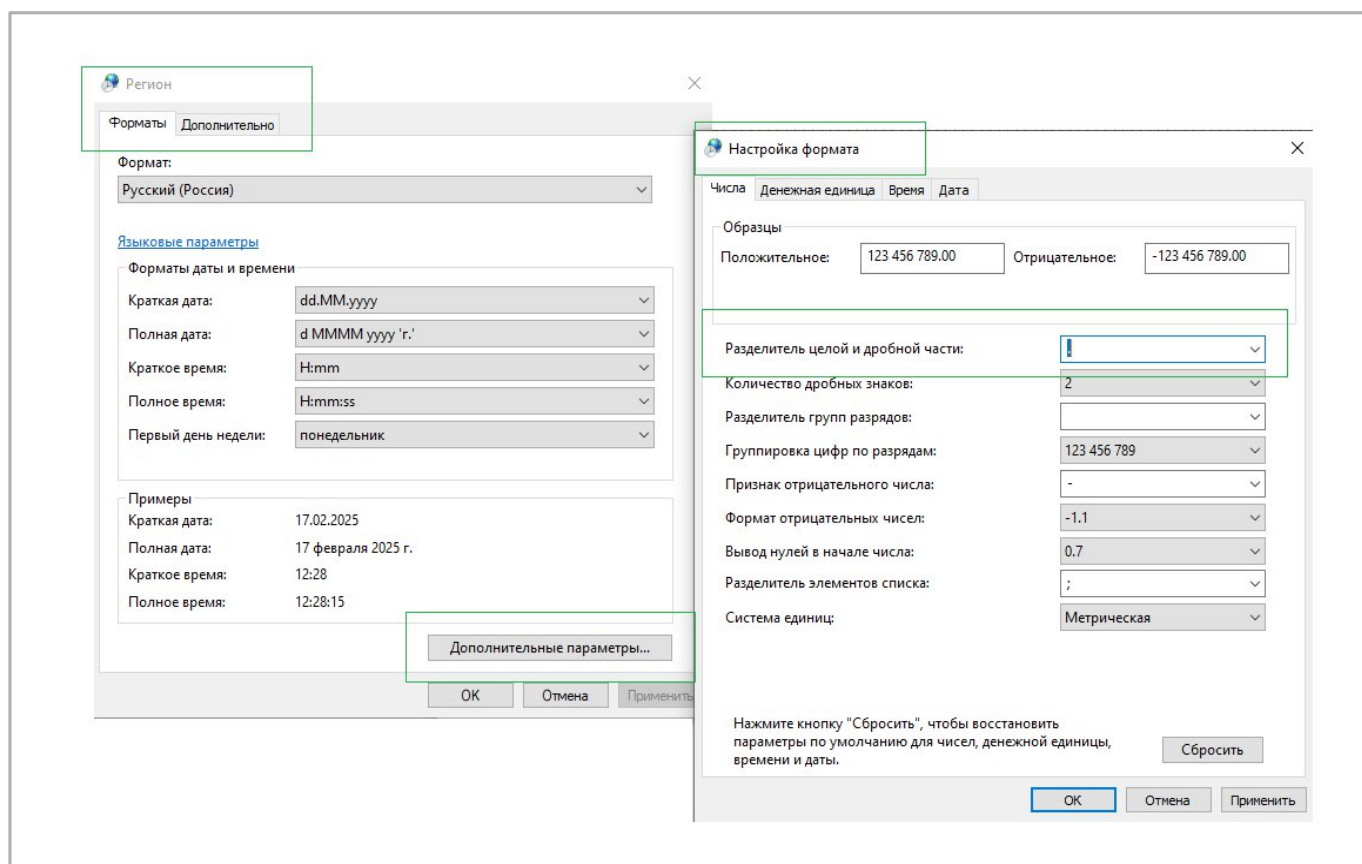 Регион
Форматы Дополнительно
Формат:
Русский (Россия)
Языковые параметры
Форматы даты и времени
Краткая дата: dd.MM.yyyy
Полная дата: d MMMM yyyy 'г.'
Краткое время: H:mm
Полное время: H:mm:ss
Первый день недели: понедельник
Примеры
Краткая дата: 17.02.2025
Полная дата: 17 февраля 2025 г.
Краткое время: 12:28
Полное время: 12:28:15
Дополнительные параметры...
ОК Отмена Применить
Настройка формата
Числа Денежная единица Время Дата
Образцы
Положительное: 123 456 789.00 Отрицательное: -123 456 789.00
Разделитель целой и дробной части: .
Количество дробных знаков: 2
Разделитель групп разрядов:
Группировка цифр по разрядам: 123 456 789
Признак отрицательного числа: -
Формат отрицательных чисел: -1.1
Вывод нулей в начале числа: 0.7
Разделитель элементов списка: ;
Система единиц: Метрическая
Нажмите кнопку "Сбросить", чтобы восстановить
параметры по умолчанию для чисел, денежной единицы,
времени и даты.
Сбросить
ОК Отмена Применить